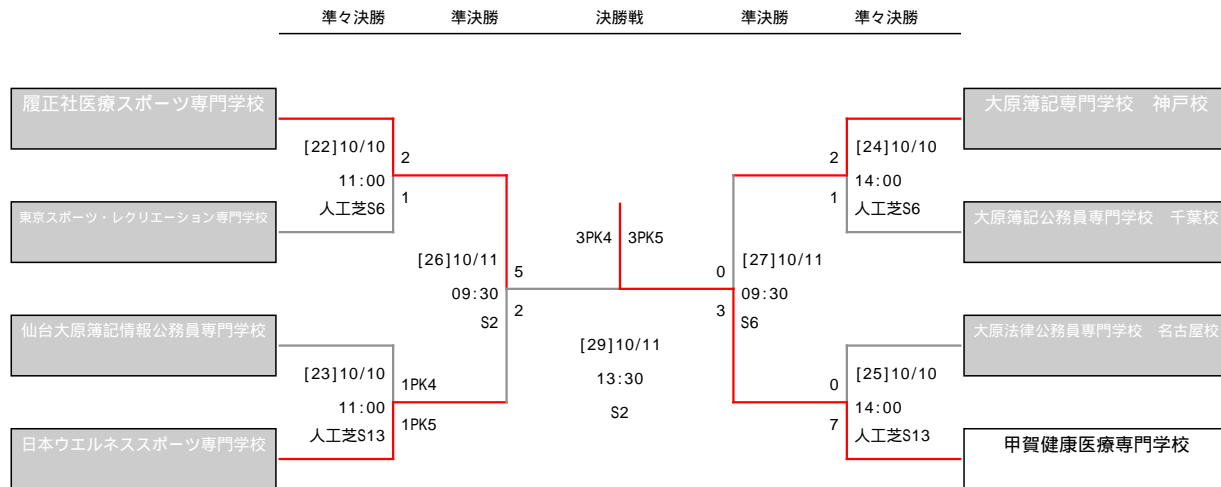 準々決勝 準決勝 決勝戦 準決勝 準々決勝
履正社医療スポーツ専門学校
大原簿記専門学校　神戸校
[22]10/10
2
11:00
1
人工芝S6
2
[24]10/10
14:00
1
人工芝S6
東京スポーツ・レクリエーション専門学校
大原簿記公務員専門学校　千葉校
3PK4
3PK5
[26]10/11
5
09:30
2
S2
0
[27]10/11
09:30
3
S6
仙台大原簿記情報公務員専門学校
大原法律公務員専門学校　名古屋校
[29]10/11
13:30
S2
[23]10/10
1PK4
11:00
1PK5
人工芝S13
0
[25]10/10
14:00
7
人工芝S13
日本ウエルネススポーツ専門学校
甲賀健康医療専門学校